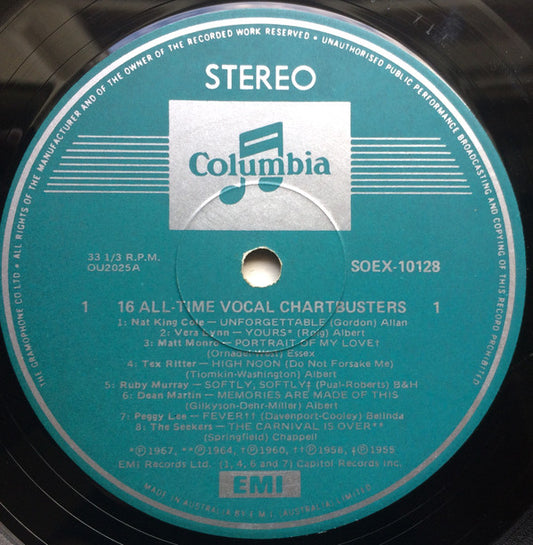 THE GRAMOPHONE CO. LTD • ALL RIGHTS OF THE MANUFACTURER AND OF THE OWNER OF THE RECORDED WORK RESERVED • UNAUTHORISED PUBLIC PERFORMANCE BROADCASTING AND COPYING OF THIS RECORD PROHIBITED
STEREO
Columbia
33 1/3 R.P.M.
OU2025A
SOEX-10128
1 16 ALL-TIME VOCAL CHARTBUSTERS 1
1: Nat King Cole — UNFORGETTABLE (Gordon) Allan
2: Vera Lynn — YOURS* (Roig) Albert
3: Matt Monro — PORTRAIT OF MY LOVE†
(Ornadel-West) Essex
4: Tex Ritter — HIGH NOON (Do Not Forsake Me)
(Tiomkin-Washington) Albert
5: Ruby Murray — SOFTLY, SOFTLY‡ (Pual-Roberts) B&H
6: Dean Martin — MEMORIES ARE MADE OF THIS
(Gilkyson-Dehr-Miller) Albert
7: Peggy Lee — FEVER†† (Davenport-Cooley) Belinda
8: The Seekers — THE CARNIVAL IS OVER**
(Springfield) Chappell
*℗1967, **℗1964, †℗1960, ††℗1958, ‡℗1955
EMI Records Ltd. (1, 4, 6 and 7) Capitol Records Inc.
EMI
MADE IN AUSTRALIA BY E.M.I. (AUSTRALIA) LIMITED